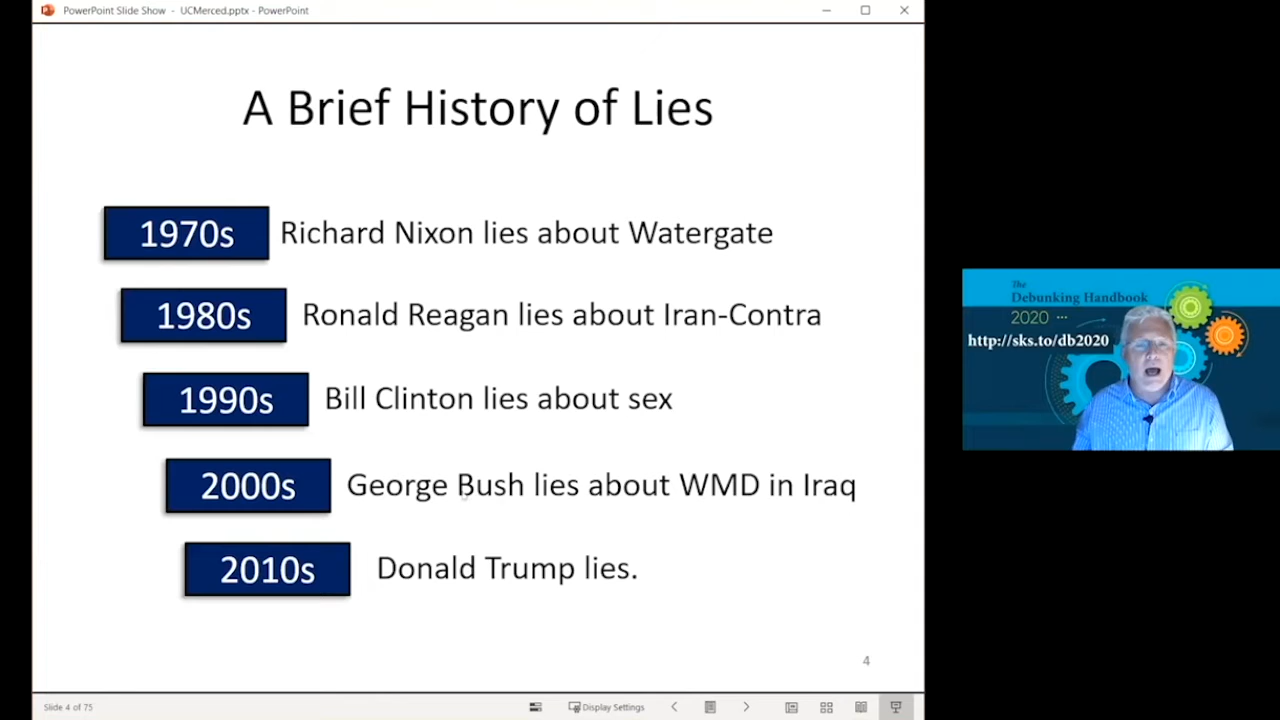 PowerPoint Slide Show - UCMerced.pptx - PowerPoint
A Brief History of Lies
1970s Richard Nixon lies about Watergate
1980s Ronald Reagan lies about Iran-Contra
1990s Bill Clinton lies about sex
2000s George Bush lies about WMD in Iraq
2010s Donald Trump lies.
4
The
Debunking Handbook
2020 ...
http://sks.to/db2020
Slide 4 of 75
Display Settings